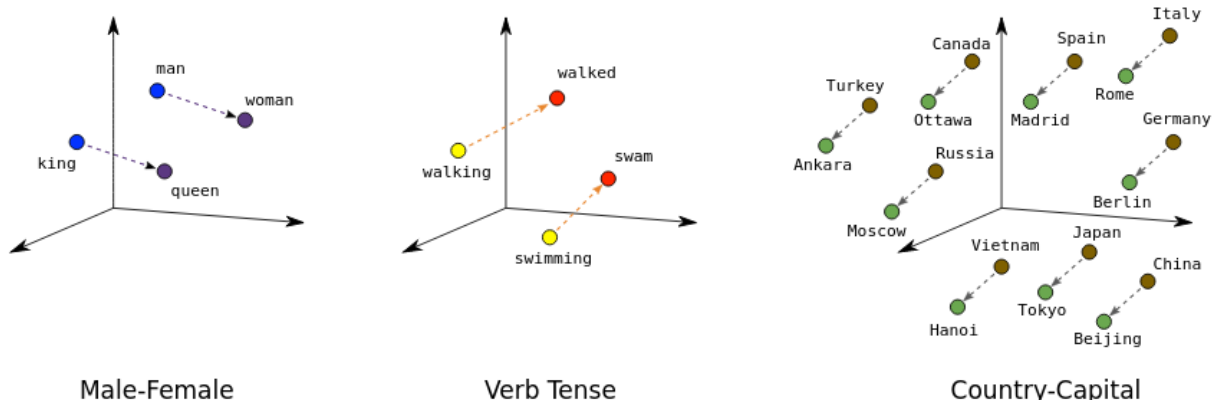 man
woman
king
queen
Male-Female
walked
walking
swam
swimming
Verb Tense
Italy
Canada
Spain
Turkey
Rome
Ottawa
Madrid
Germany
Ankara
Russia
Berlin
Moscow
Japan
Vietnam
China
Tokyo
Hanoi
Beijing
Country-Capital